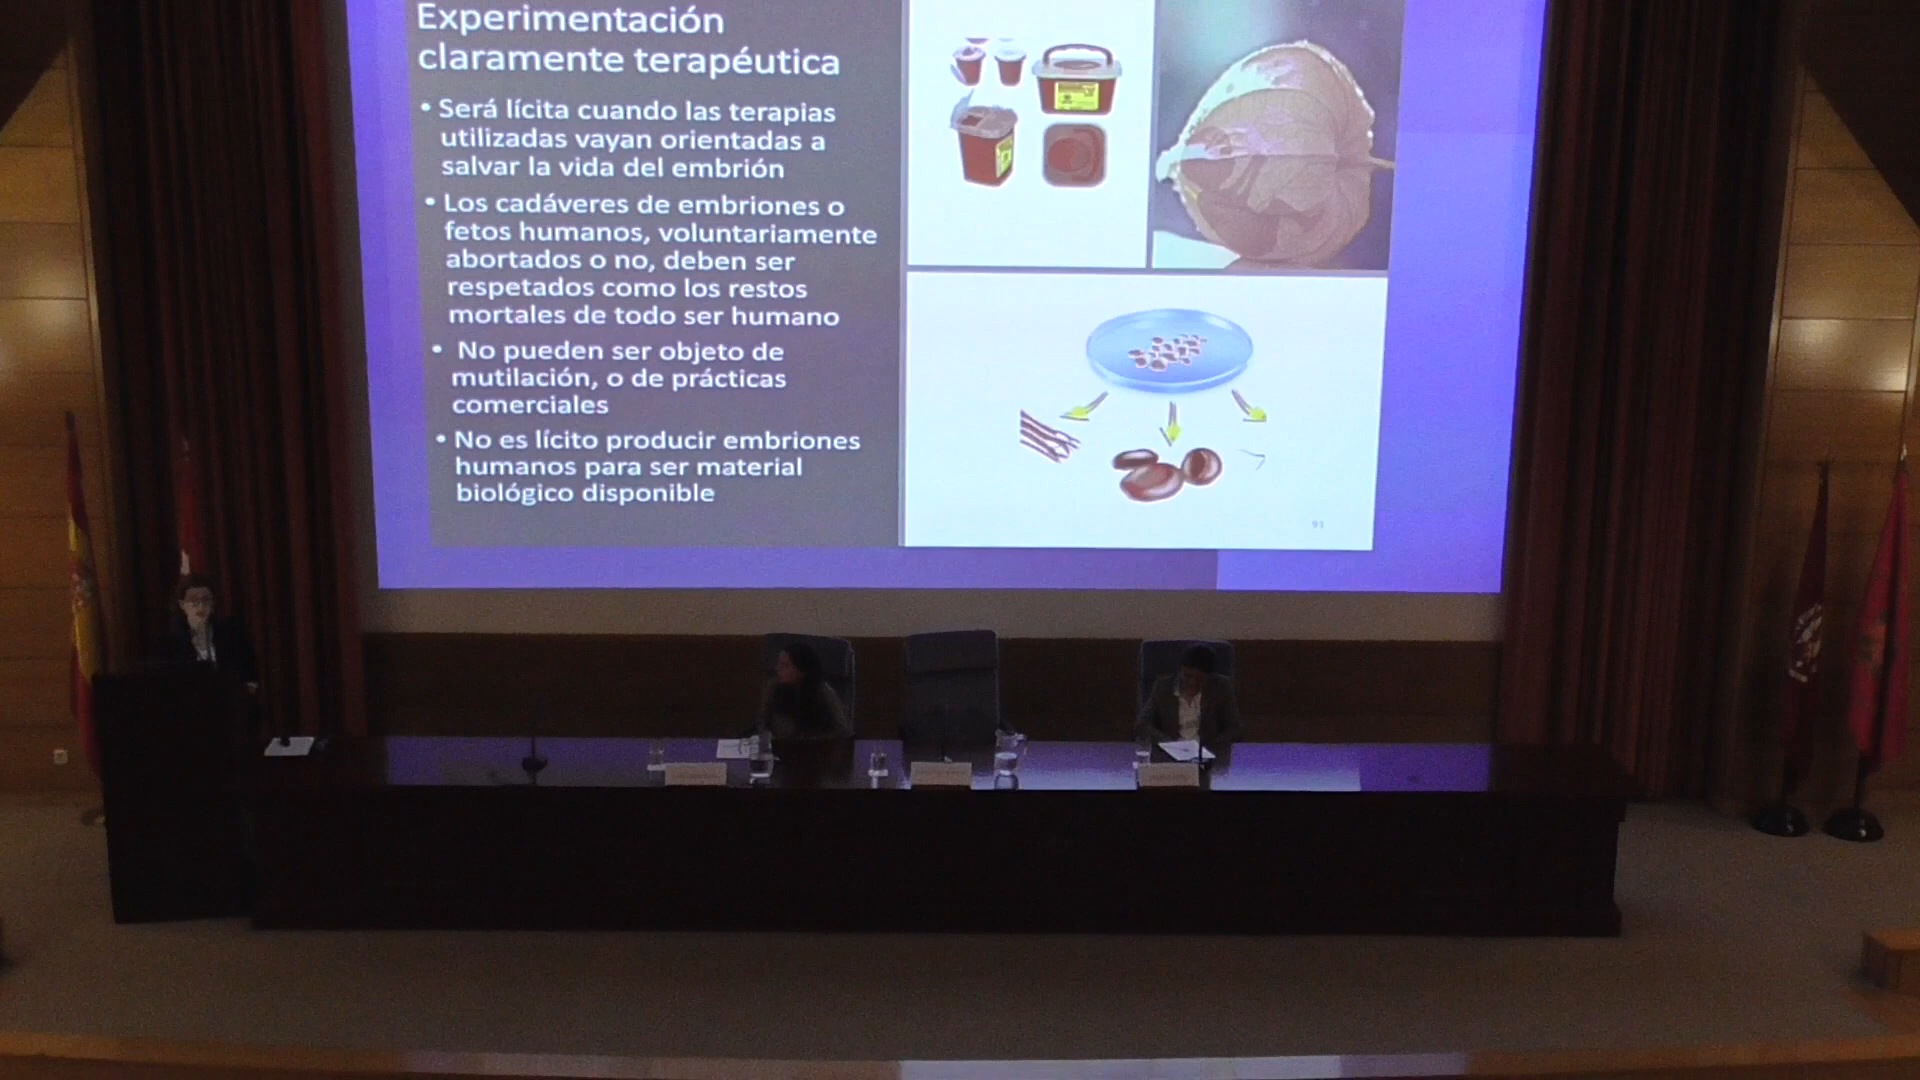 Experimentación
claramente terapéutica
• Será lícita cuando las terapias
utilizadas vayan orientadas a
salvar la vida del embrión
• Los cadáveres de embriones o
fetos humanos, voluntariamente
abortados o no, deben ser
respetados como los restos
mortales de todo ser humano
• No pueden ser objeto de
mutilación, o de prácticas
comerciales
• No es lícito producir embriones
humanos para ser material
biológico disponible
91